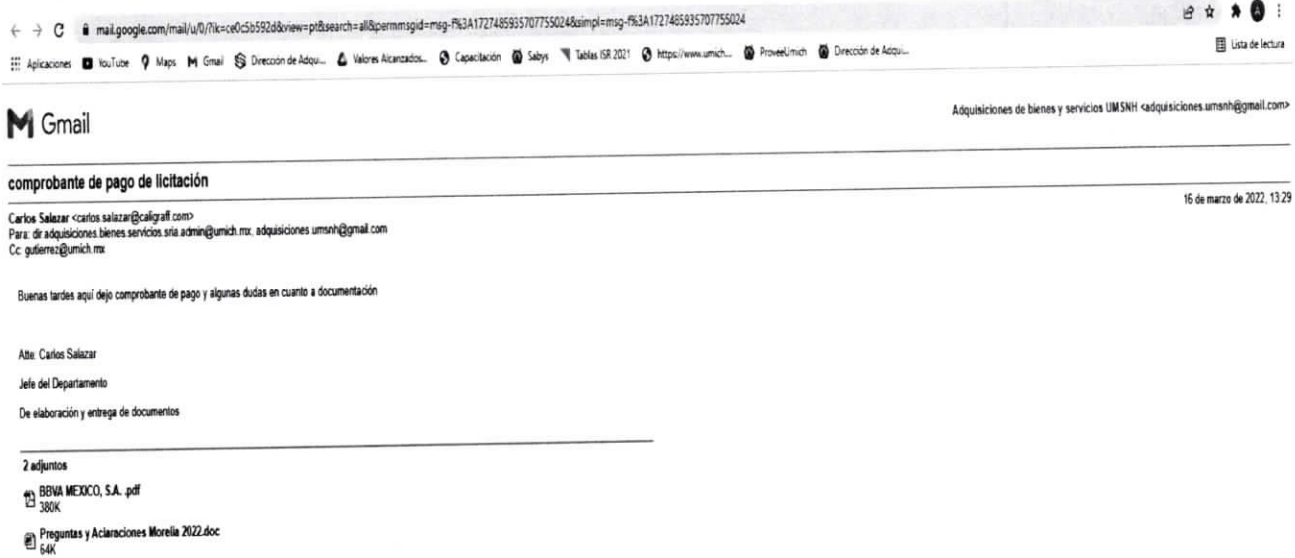 mail.google.com/mail/u/0/?ik=ce0c5b592d&view=pt&search=all&permmsgid=msg-f%3A1727485935707755024&simpl=msg-f%3A1727485935707755024
Aplicaciones YouTube Maps Gmail Dirección de Adqu... Valores Alcanzados... Capacitación Sabys Tablas ISR 2021 https://www.umich... ProveeUmich Dirección de Adqu... Lista de lectura
Gmail
Adquisiciones de bienes y servicios UMSNH <adquisiciones.umsnh@gmail.com>
comprobante de pago de licitación
Carlos Salazar <carlos.salazar@caligraff.com>
16 de marzo de 2022, 13:29
Para: dir.adquisiciones.bienes.servicios.sria.admin@umich.mx, adquisiciones.umsnh@gmail.com
Cc: gutierrez@umich.mx
Buenas tardes aquí dejo comprobante de pago y algunas dudas en cuanto a documentación
Atte: Carlos Salazar
Jefe del Departamento
De elaboración y entrega de documentos
2 adjuntos
BBVA MEXICO, S.A. .pdf
380K
Preguntas y Aclaraciones Morelia 2022.doc
64K